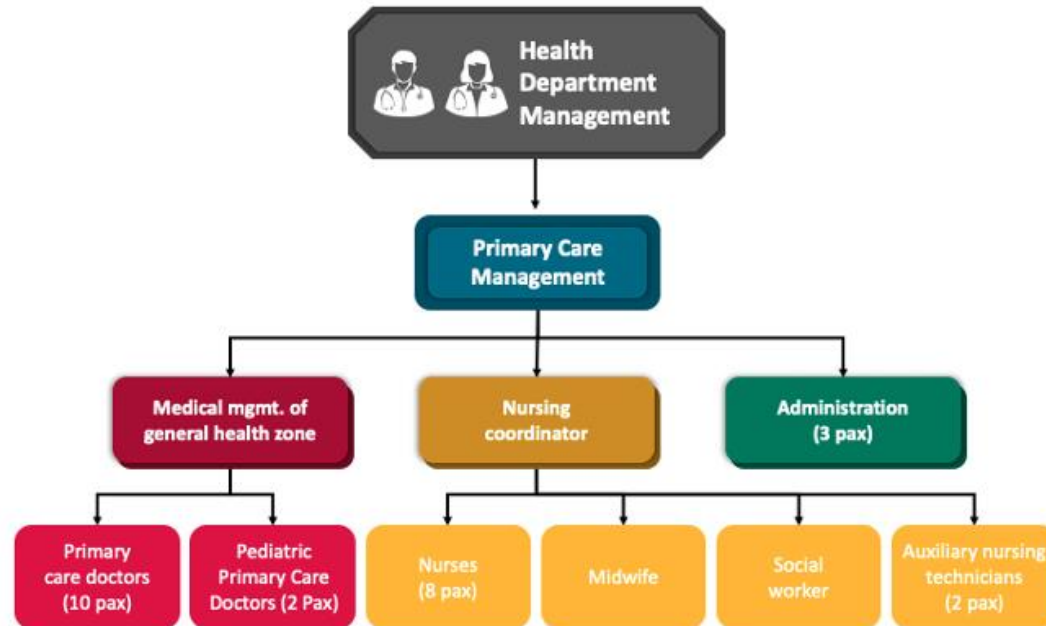 Health
Department
Management
Primary Care
Management
Medical mgmt. of
general health zone
Nursing
coordinator
Administration
(3 pax)
Primary
care doctors
(10 pax)
Pediatric
Primary Care
Doctors (2 Pax)
Nurses
(8 pax)
Midwife
Social
worker
Auxiliary nursing
technicians
(2 pax)